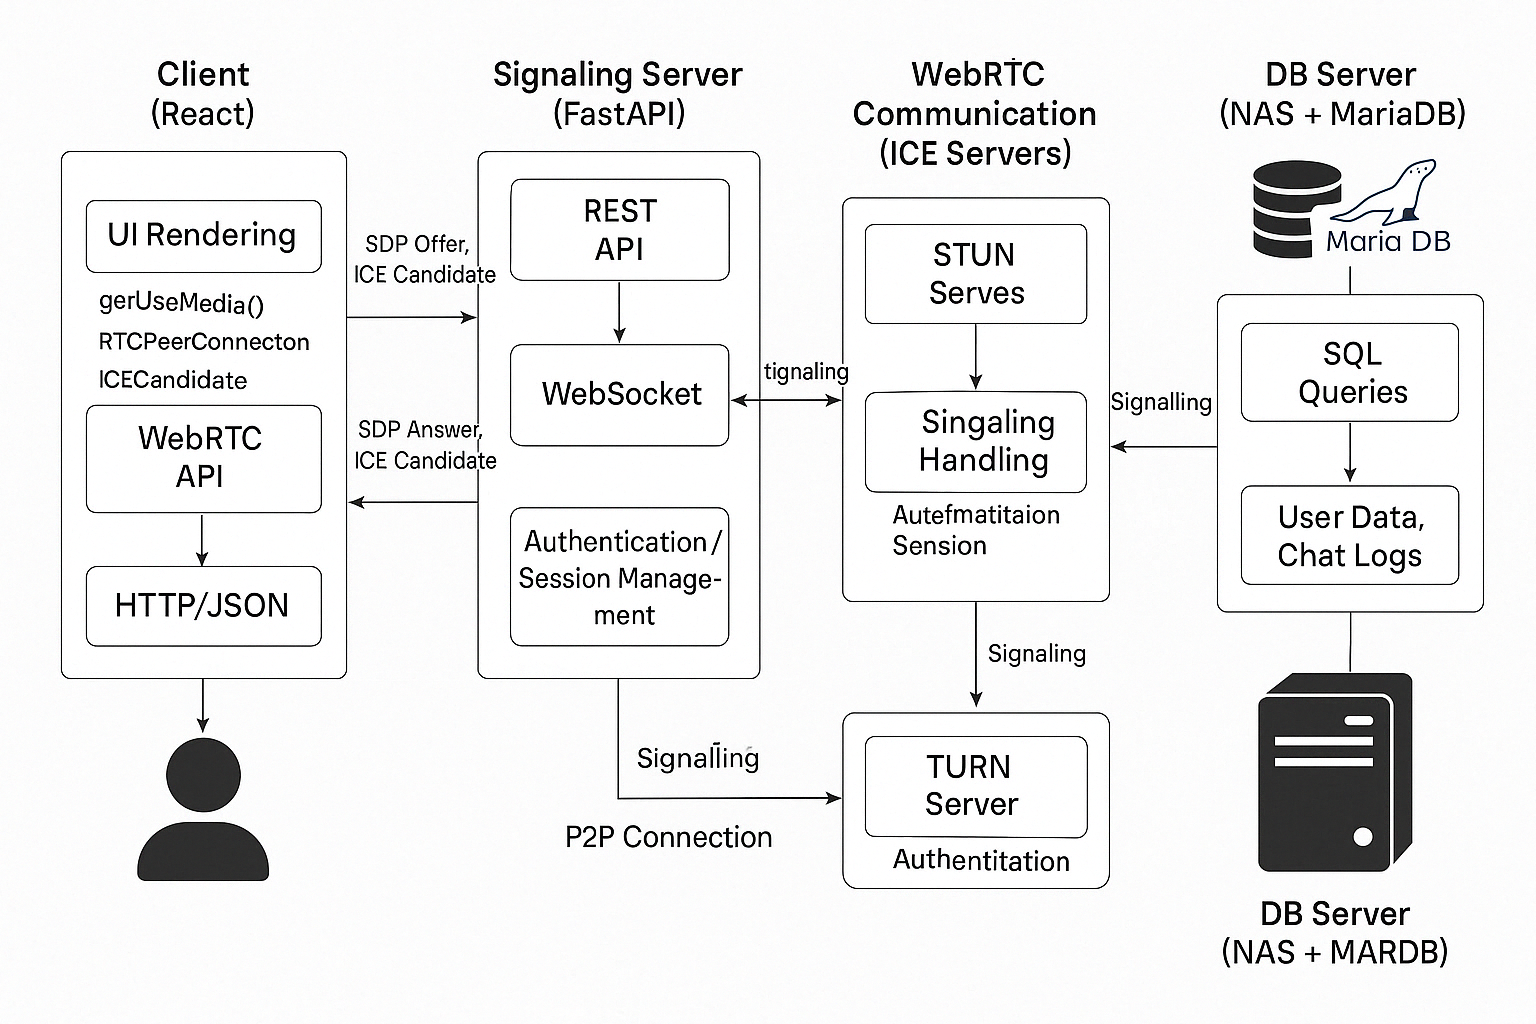 Client
(React)
UI Rendering
gerUseMedia()
RTCPeerConnecton
ICECandidate
WebRTC
API
HTTP/JSON
SDP Offer,
ICE Candidate
SDP Answer,
ICE Candidate
Signaling Server
(FastAPI)
REST
API
WebSocket
Authentication /
Session Manage-
ment
tignaling
Signalling
P2P Connection
WebRTC
Communication
(ICE Servers)
STUN
Serves
Singaling
Handling
Autefmatitaion
Sension
Signaling
TURN
Server
Authentitation
Signalling
DB Server
(NAS + MariaDB)
Maria DB
SQL
Queries
User Data,
Chat Logs
DB Server
(NAS + MARDB)